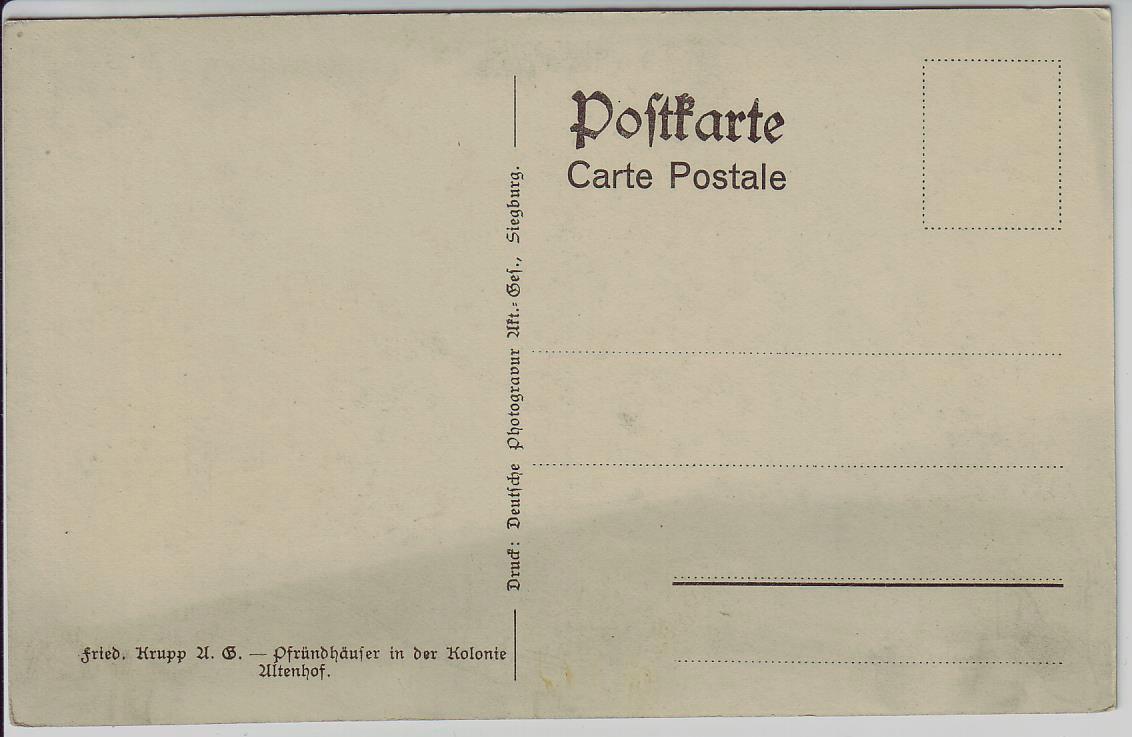 Poſtkarte
Carte Postale
Druck: Deutſche Photogravur Akt.-Geſ., Siegburg.
Fried. Krupp A. G. — Pfründhäuſer in der Kolonie
Altenhof.